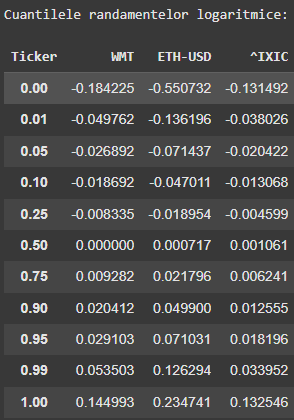 Cuantilele randamentelor logaritmice:
Ticker WMT ETH-USD ^IXIC
0.00 -0.184225 -0.550732 -0.131492
0.01 -0.049762 -0.136196 -0.038026
0.05 -0.026892 -0.071437 -0.020422
0.10 -0.018692 -0.047011 -0.013068
0.25 -0.008335 -0.018954 -0.004599
0.50 0.000000 0.000717 0.001061
0.75 0.009282 0.021796 0.006241
0.90 0.020412 0.049900 0.012555
0.95 0.029103 0.071031 0.018196
0.99 0.053503 0.126294 0.033952
1.00 0.144993 0.234741 0.132546